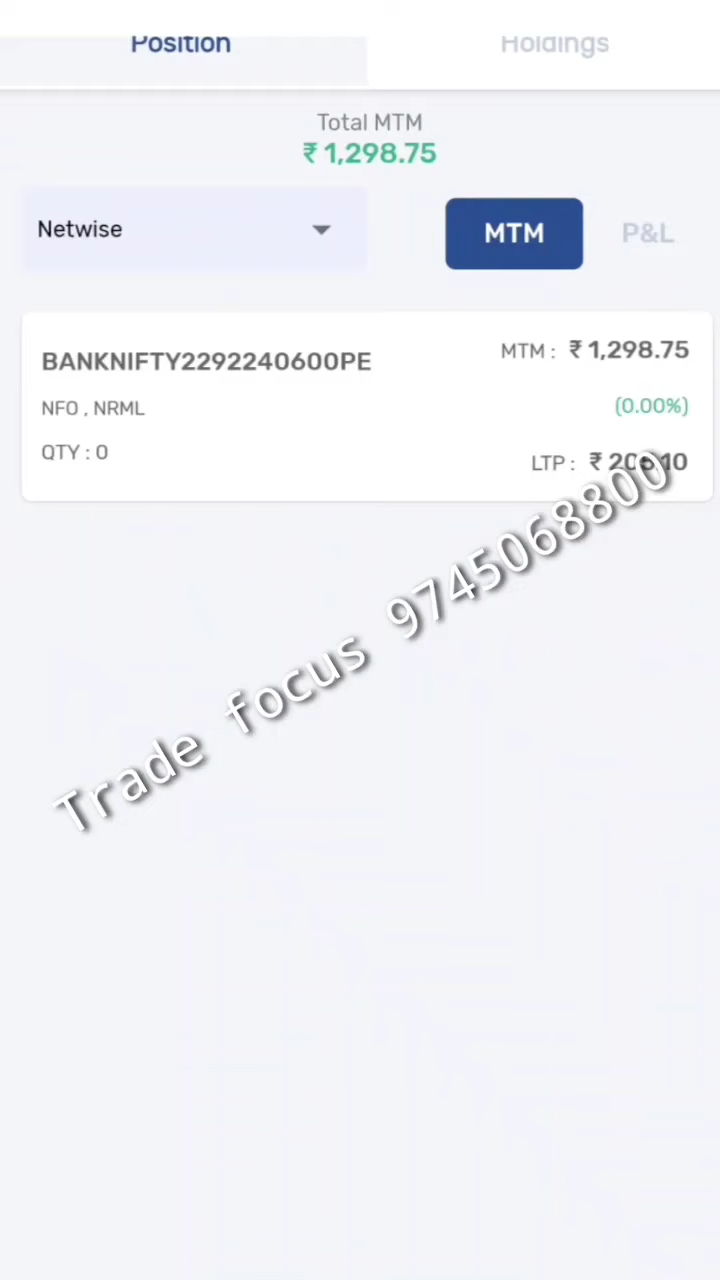 Position
Holdings
Total MTM
₹ 1,298.75
Netwise
MTM
P&L
BANKNIFTY2292240600PE
MTM : ₹ 1,298.75
NFO , NRML
(0.00%)
QTY : 0
LTP : ₹
Trade focus 9745068800